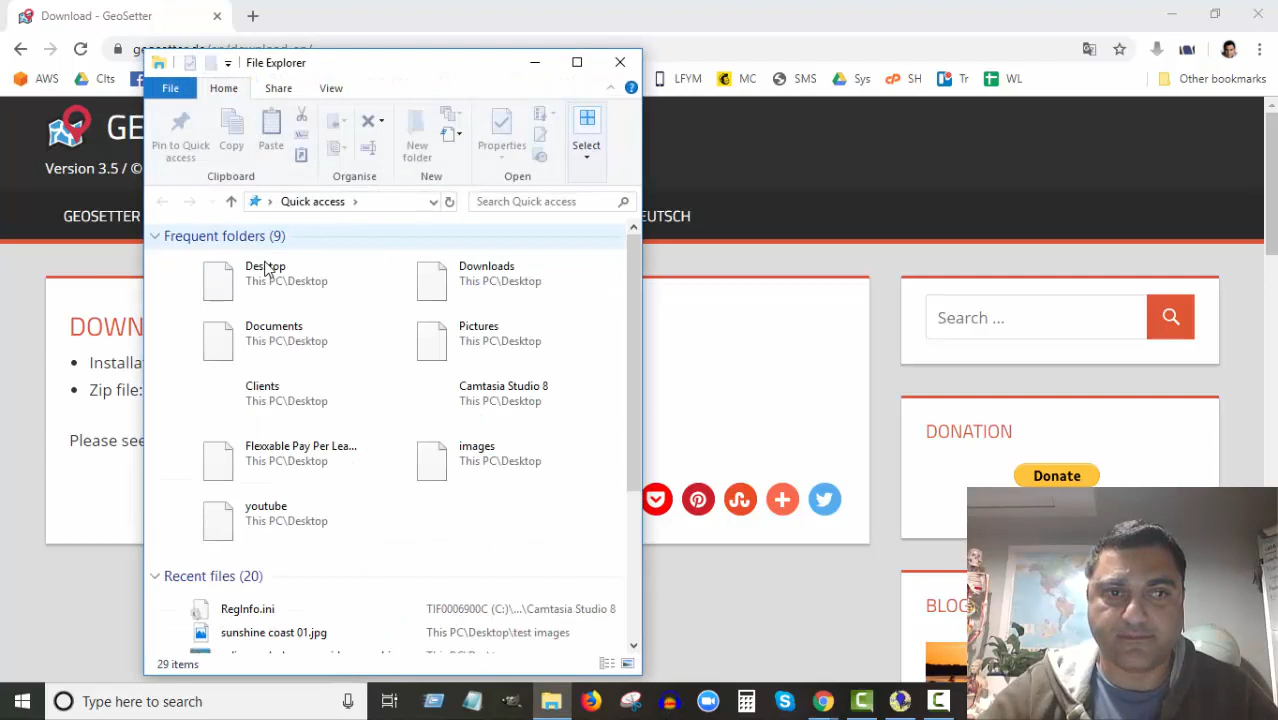 Download - GeoSetter
AWS
Clts
LFYM
MC
SMS
Sys
SH
Tr
WL
Other bookmarks
File Explorer
File
Home
Share
View
Pin to Quick
access
Copy
Paste
New
folder
Properties
Select
Clipboard
Organise
New
Open
Quick access
Search Quick access
Frequent folders (9)
Desktop
This PC\Desktop
Downloads
This PC\Desktop
Documents
This PC\Desktop
Pictures
This PC\Desktop
Clients
This PC\Desktop
Camtasia Studio 8
This PC\Desktop
Flexxable Pay Per Lea...
This PC\Desktop
images
This PC\Desktop
youtube
This PC\Desktop
Recent files (20)
RegInfo.ini
TIF0006900C (C:)\...\Camtasia Studio 8
sunshine coast 01.jpg
This PC\Desktop\test images
29 items
GE
Version 3.5 / ©
GEOSETTER
EUTSCH
DOWN
Installa
Zip file:
Please see
Search ...
DONATION
Donate
BLOG
Type here to search